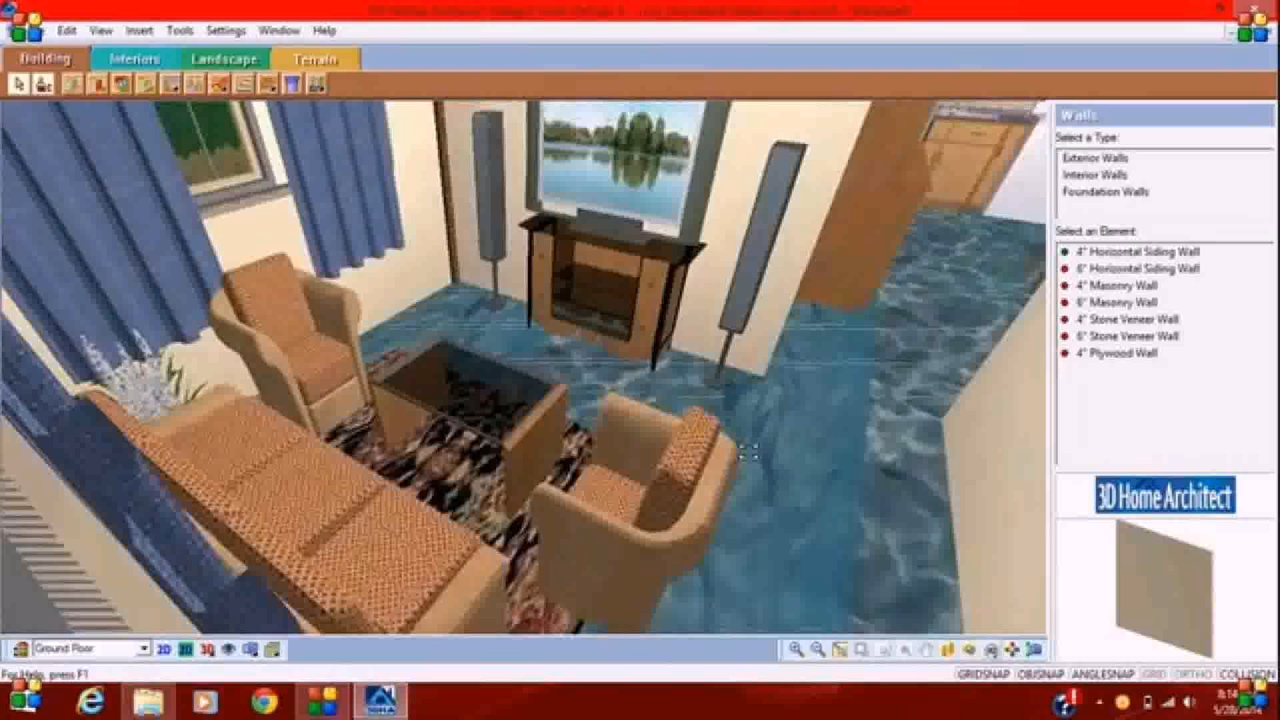 Edit View Insert Tools Settings Window Help
Building Interiors Landscape Terrain
Walls
Select a Type:
Exterior Walls
Interior Walls
Foundation Walls
Select an Element:
4" Horizontal Siding Wall
6" Horizontal Siding Wall
4" Masonry Wall
6" Masonry Wall
4" Stone Veneer Wall
6" Stone Veneer Wall
4" Plywood Wall
3D Home Architect
Ground Floor 2D 3D
For Help, press F1
GRIDSNAP OBJSNAP ANGLESNAP GRID ORTHO COLLISION